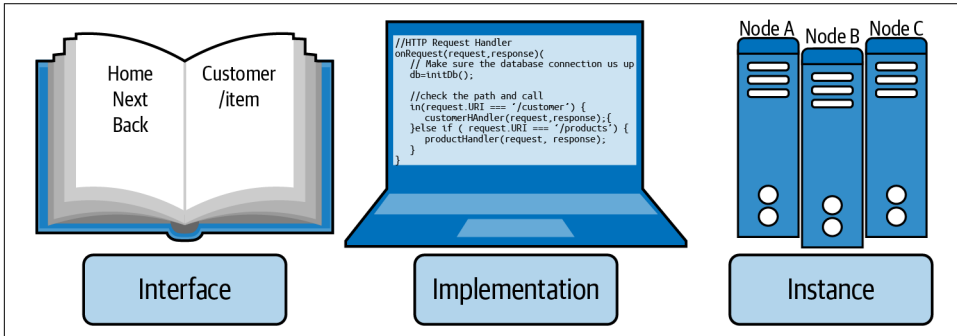 Home
Next
Back
Customer
/item
Interface
//HTTP Request Handler
onRequest(request,response)(
// Make sure the database connection us up
db=initDb();
//check the path and call
in(request.URI === ‘/customer’) {
customerHAndler(request,response);{
}else if ( request.URI === ‘/products’) {
productHandler(request, response);
}
}
Implementation
Node A
Node B
Node C
Instance